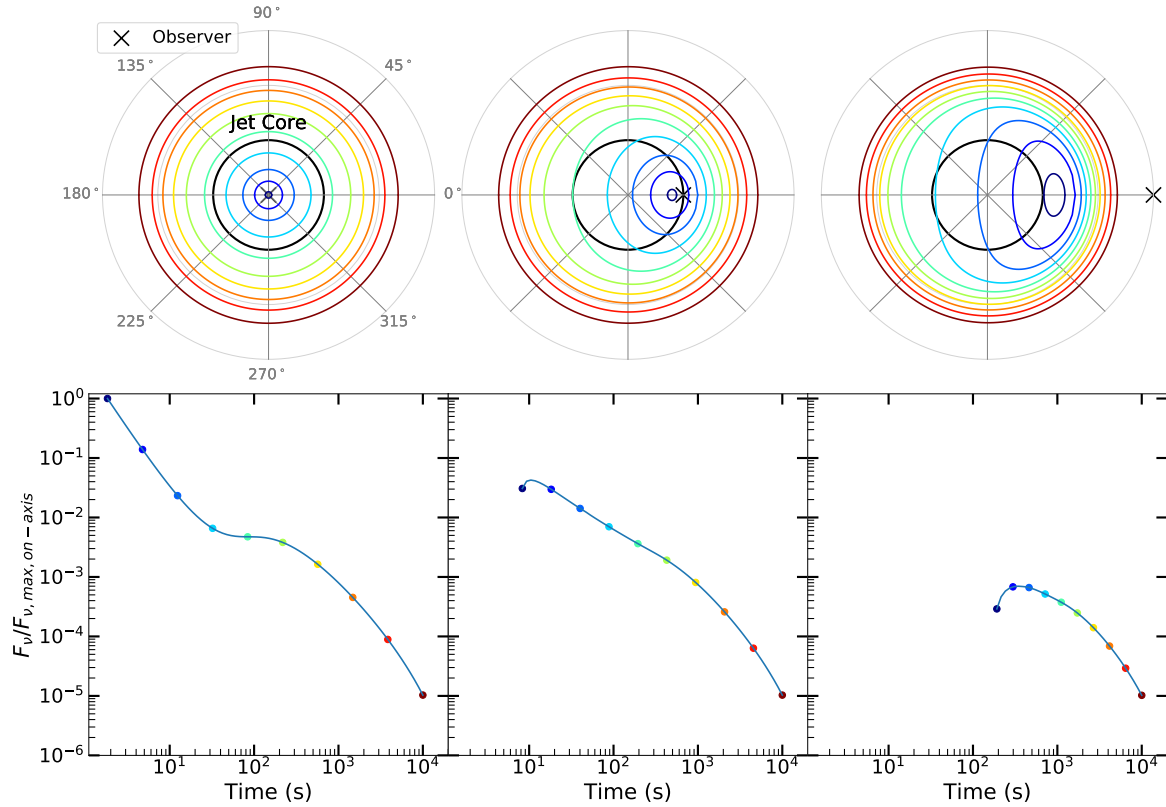 90°
× Observer
135°
45°
Jet Core
180°
0°
225°
315°
270°
10⁰
10⁻¹
10⁻²
10⁻³
10⁻⁴
10⁻⁵
10⁻⁶
F_ν/F_{ν,max,on−axis}
10¹ 10² 10³ 10⁴
10¹ 10² 10³ 10⁴
10¹ 10² 10³ 10⁴
Time (s)
Time (s)
Time (s)